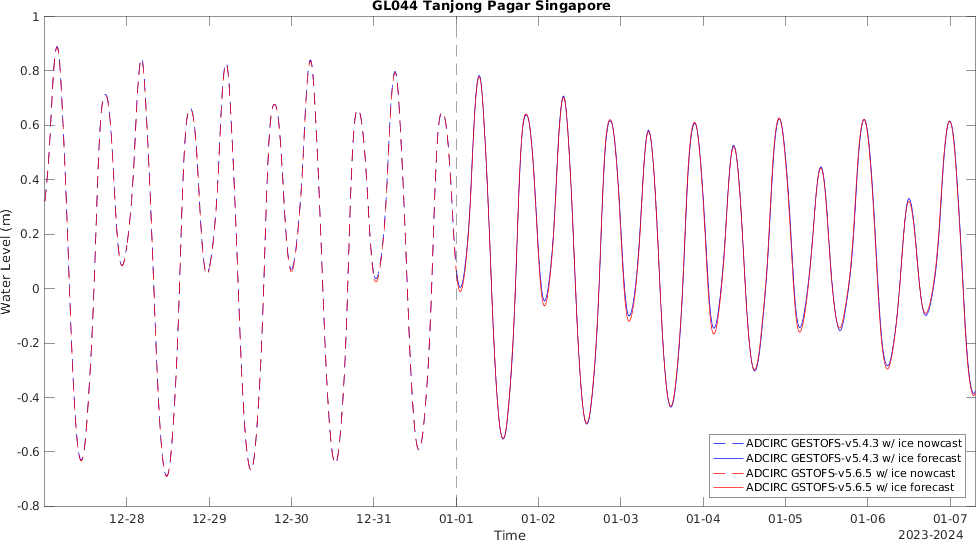 GL044 Tanjong Pagar Singapore
1
0.8
0.6
0.4
0.2
0
-0.2
-0.4
-0.6
-0.8
Water Level (m)
ADCIRC GESTOFS-v5.4.3 w/ ice nowcast
ADCIRC GESTOFS-v5.4.3 w/ ice forecast
ADCIRC GSTOFS-v5.6.5 w/ ice nowcast
ADCIRC GSTOFS-v5.6.5 w/ ice forecast
12-28 12-29 12-30 12-31 01-01 01-02 01-03 01-04 01-05 01-06 01-07
Time
2023-2024